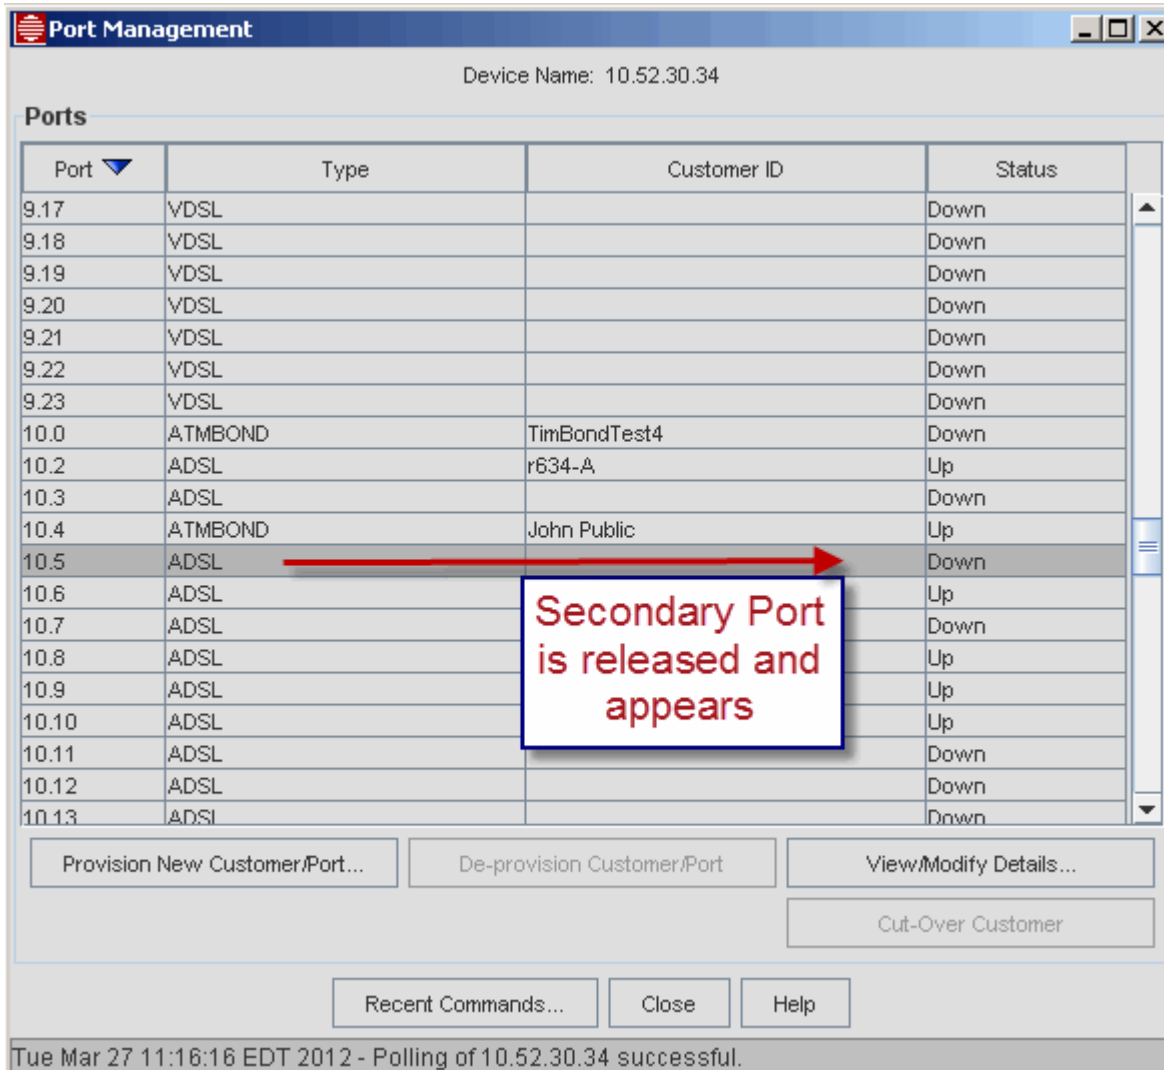 Port Management
Device Name: 10.52.30.34
Ports
Port Type Customer ID Status
9.17 VDSL Down
9.18 VDSL Down
9.19 VDSL Down
9.20 VDSL Down
9.21 VDSL Down
9.22 VDSL Down
9.23 VDSL Down
10.0 ATMBOND TimBondTest4 Down
10.2 ADSL r634-A Up
10.3 ADSL Down
10.4 ATMBOND John Public Up
10.5 ADSL Down
10.6 ADSL Up
10.7 ADSL Down
10.8 ADSL Up
10.9 ADSL Up
10.10 ADSL Up
10.11 ADSL Down
10.12 ADSL Down
10.13 ADSL Down
Secondary Port
is released and
appears
Provision New Customer/Port... De-provision Customer/Port View/Modify Details...
Cut-Over Customer
Recent Commands... Close Help
Tue Mar 27 11:16:16 EDT 2012 - Polling of 10.52.30.34 successful.